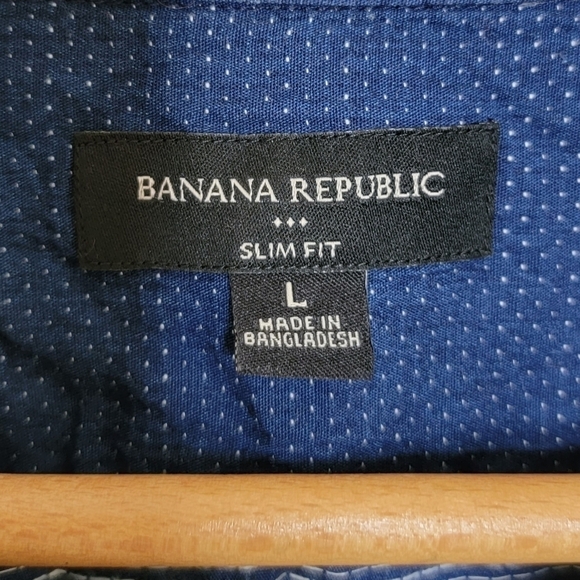 BANANA REPUBLIC
SLIM FIT
L
MADE IN
BANGLADESH